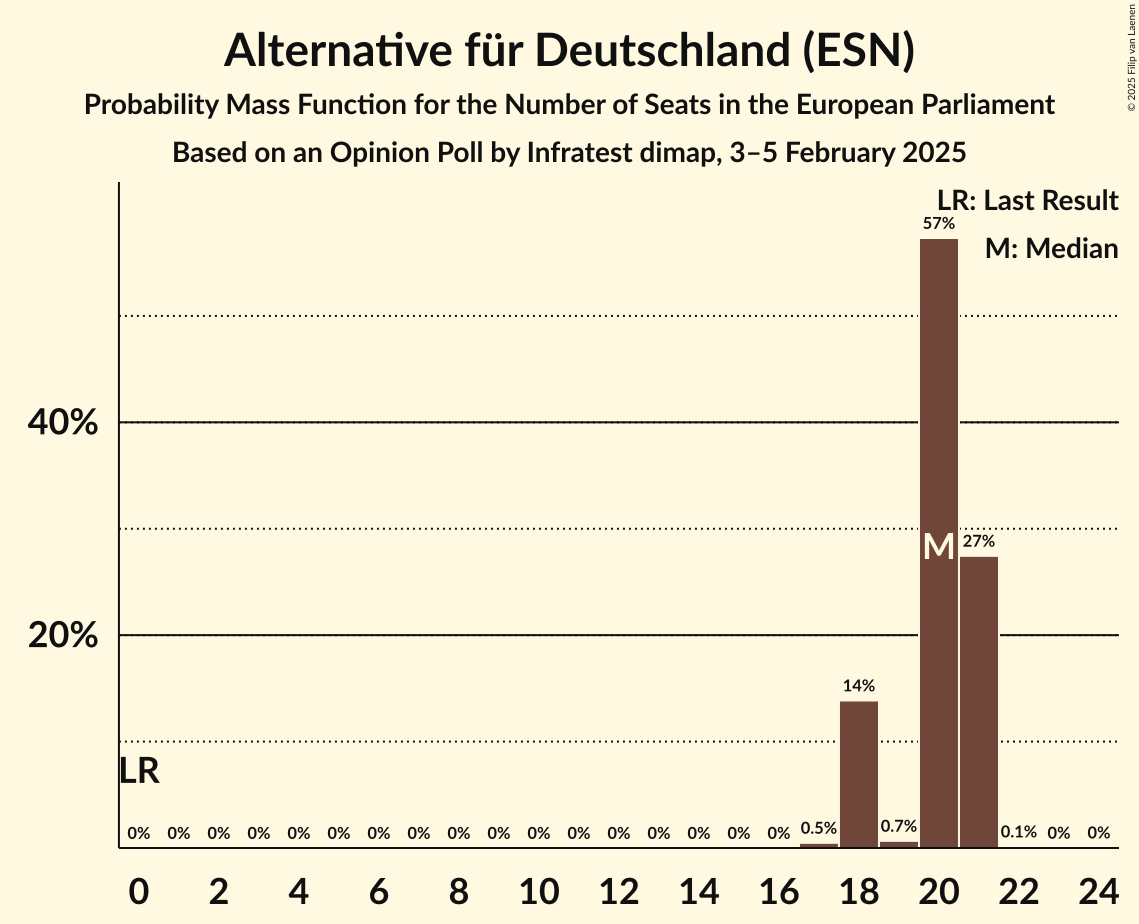 Alternative für Deutschland (ESN)
Probability Mass Function for the Number of Seats in the European Parliament
Based on an Opinion Poll by Infratest dimap, 3–5 February 2025
© 2025 Filip van Laenen
LR: Last Result
M: Median
57%
40%
M
27%
20%
14%
LR
0% 0% 0% 0% 0% 0% 0% 0% 0% 0% 0% 0% 0% 0% 0% 0% 0% 0.5% 0.7% 0.1% 0% 0%
0 2 4 6 8 10 12 14 16 18 20 22 24